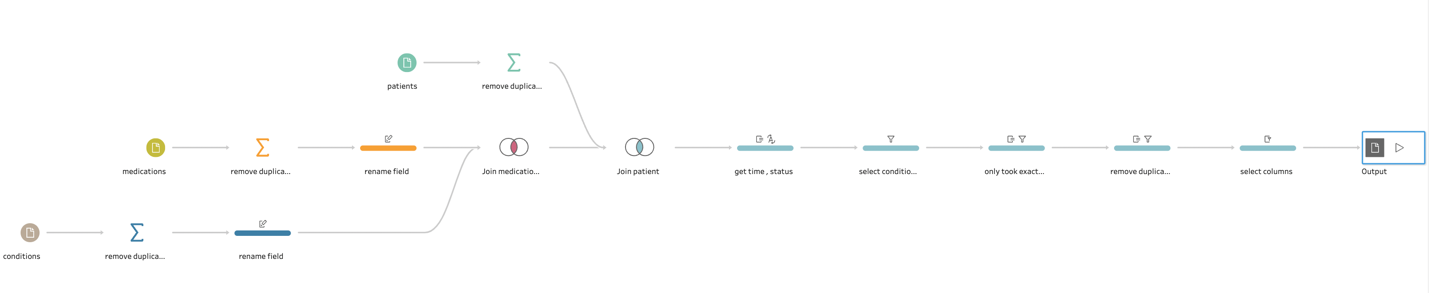 patients
remove duplica...
medications
remove duplica...
rename field
Join medicatio...
Join patient
get time , status
select conditio...
only took exact...
remove duplica...
select columns
Output
conditions
remove duplica...
rename field